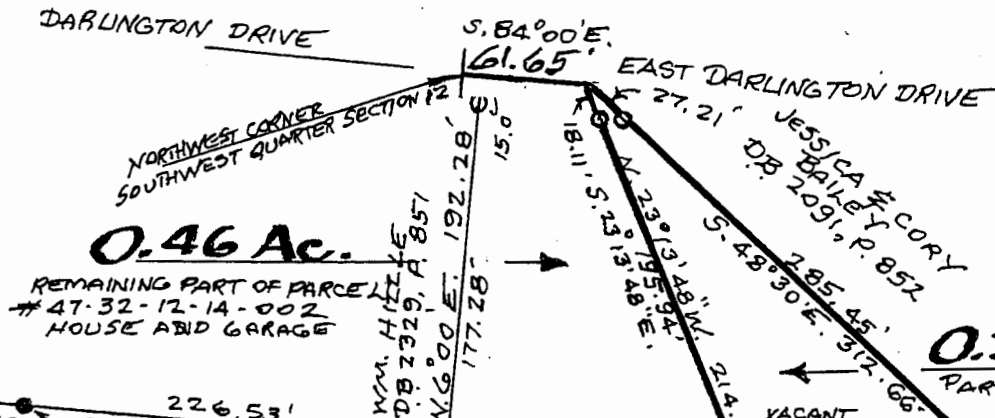 DARLINGTON DRIVE
S. 84°00'E.
61.65'
EAST DARLINGTON DRIVE
27.21'
NORTHWEST CORNER
SOUTHWEST QUARTER SECTION 12
15.0
18.11'
JESSICA & CORY
BAILEY
DB 2091, P. 852
0.46 Ac.
REMAINING PART OF PARCEL
# 47-32-12-14-002
HOUSE AND GARAGE
WM. HILLE
DB 2329, P. 851
N.6°00'E. 192.28'
177.28'
S.23°13'48"E.
N. 23°13'48"W. 214.
195.94'
S. 48°30'E. 312.66'
285.45'
PAR
VACANT
226.53'